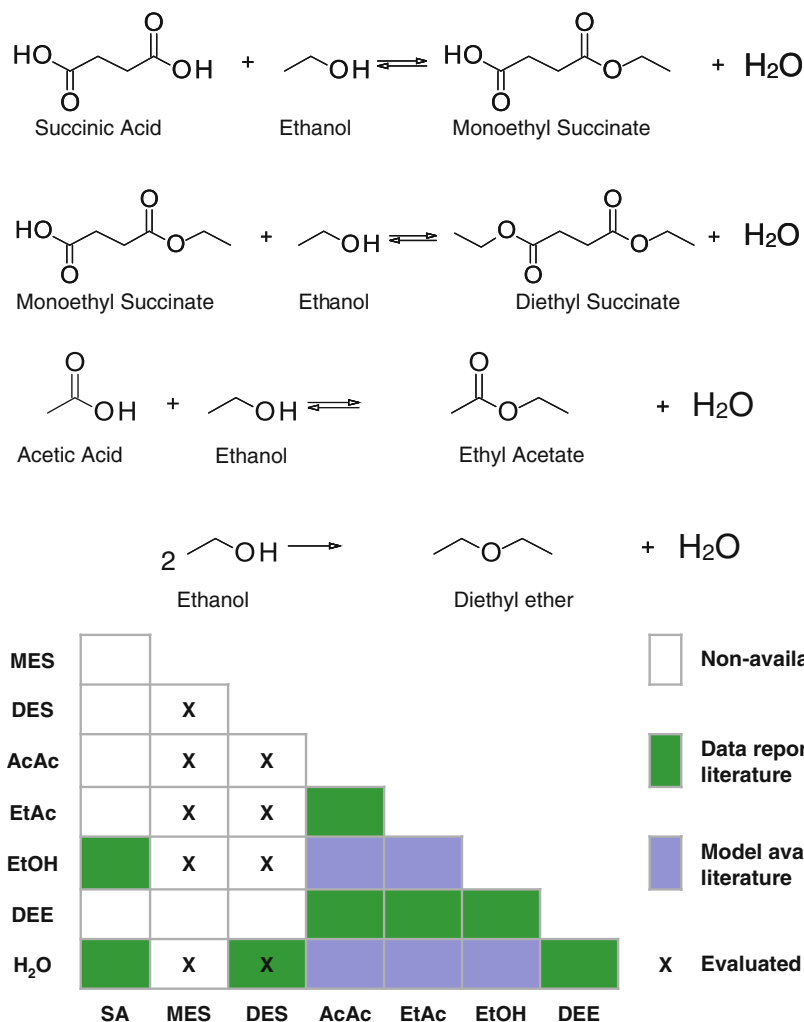 O O
HO OH + OH HO O + H₂O
O O
Succinic Acid Ethanol Monoethyl Succinate
O O
HO O + OH O O + H₂O
O O
Monoethyl Succinate Ethanol Diethyl Succinate
O O
OH + OH O + H₂O
Acetic Acid Ethanol Ethyl Acetate
2 OH O + H₂O
Ethanol Diethyl ether
MES Non-availa
DES X
AcAc X X Data repor
literature
EtAc X X
EtOH X X Model ava
literature
DEE
H₂O X X X Evaluated
SA MES DES AcAc EtAc EtOH DEE